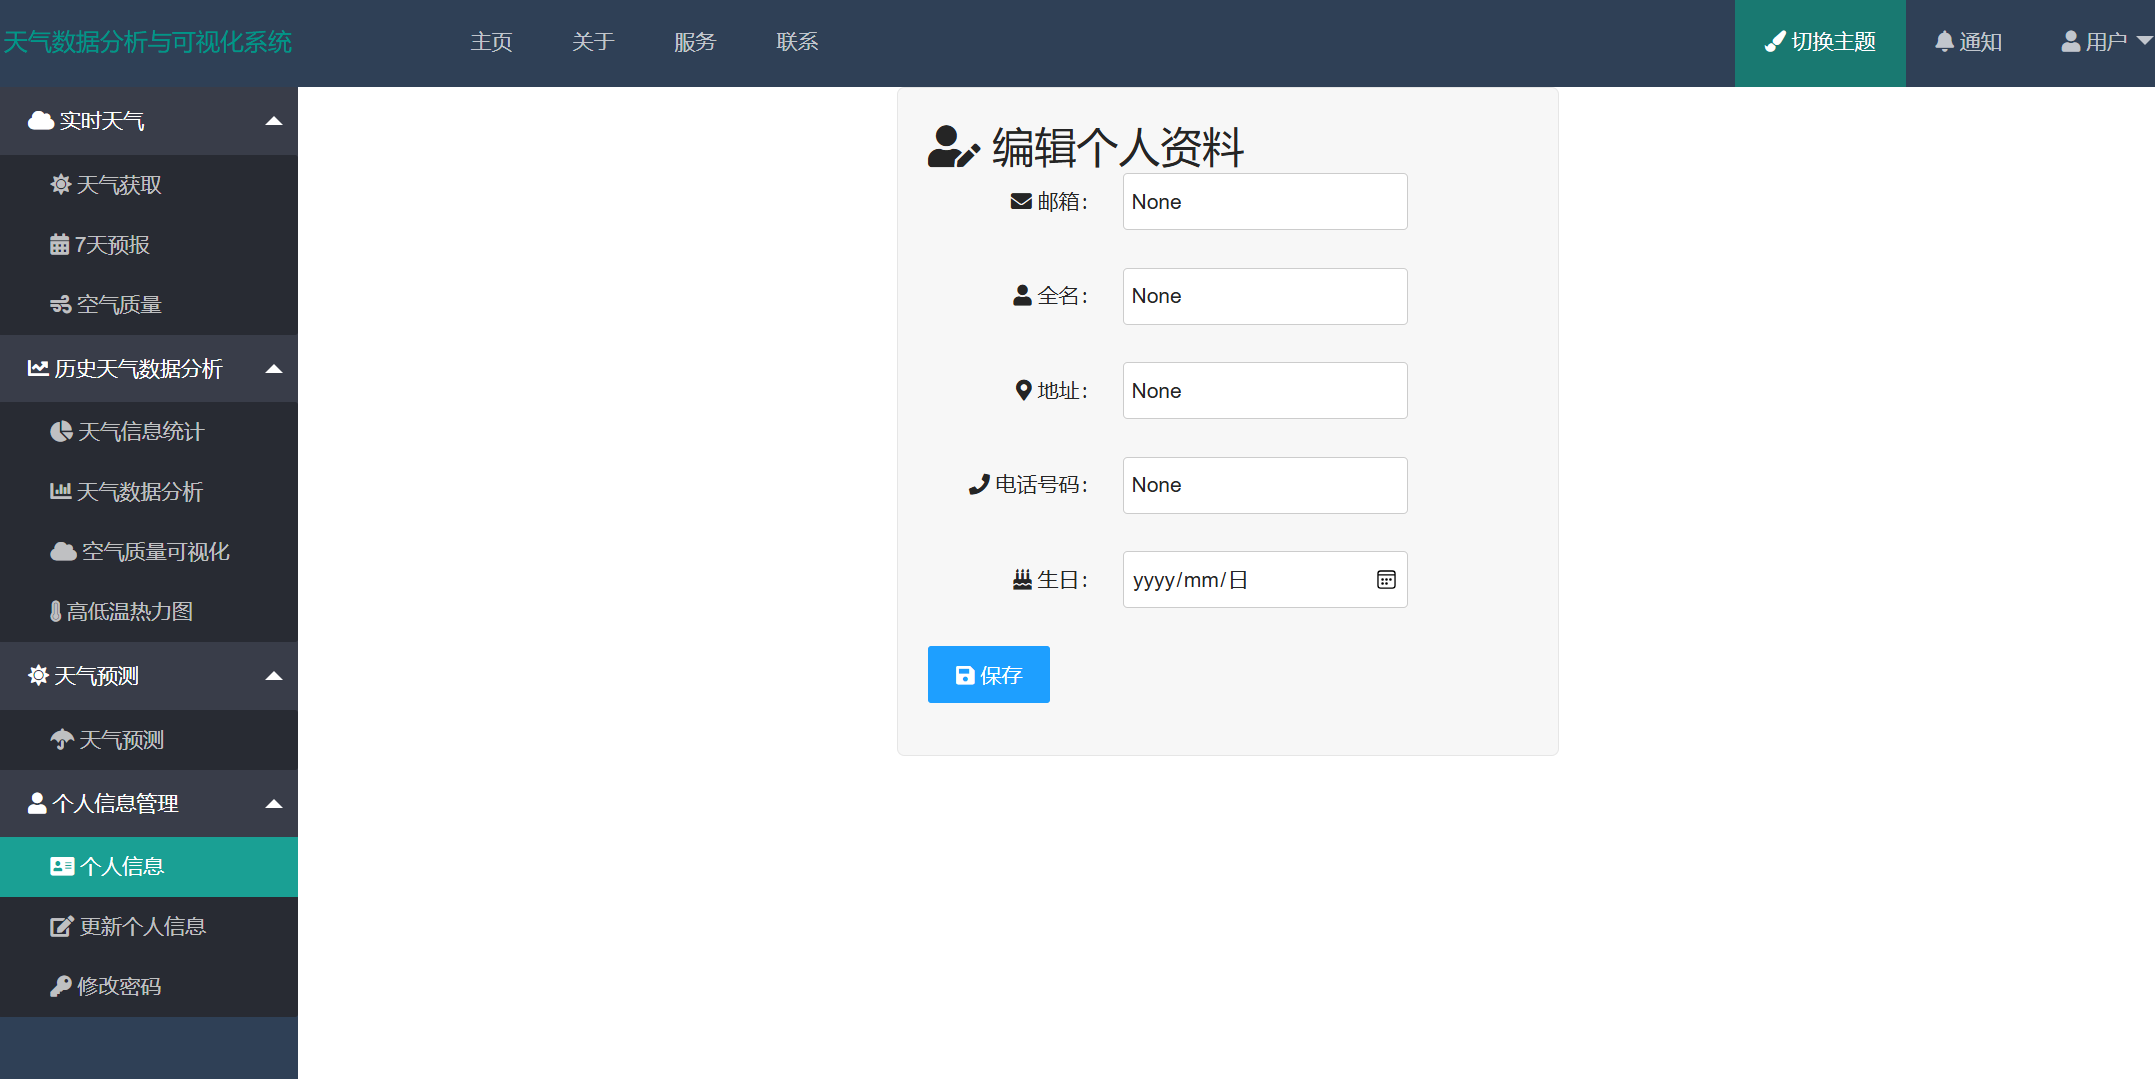 天气数据分析与可视化系统
主页
关于
服务
联系
切换主题
通知
用户
实时天气
天气获取
7天预报
空气质量
历史天气数据分析
天气信息统计
天气数据分析
空气质量可视化
高低温热力图
天气预测
天气预测
个人信息管理
个人信息
更新个人信息
修改密码
编辑个人资料
邮箱： None
全名： None
地址： None
电话号码： None
生日： yyyy/mm/日
保存